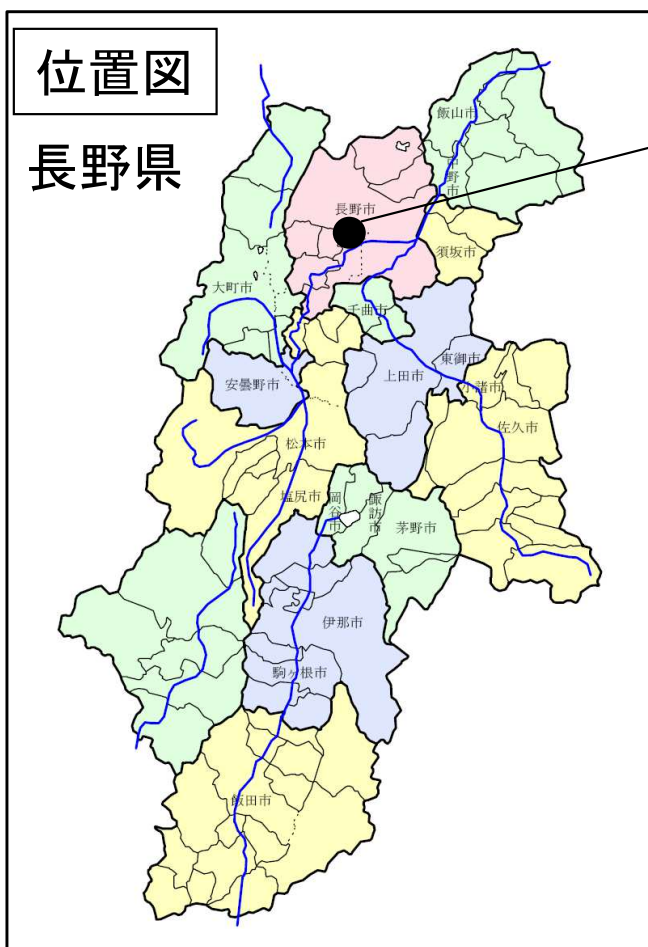 位置図
長野県
飯山市
中野市
長野市
須坂市
大町市
千曲市
上田市
東御市
小諸市
安曇野市
佐久市
松本市
塩尻市
岡谷市
諏訪市
茅野市
伊那市
駒ヶ根市
飯田市